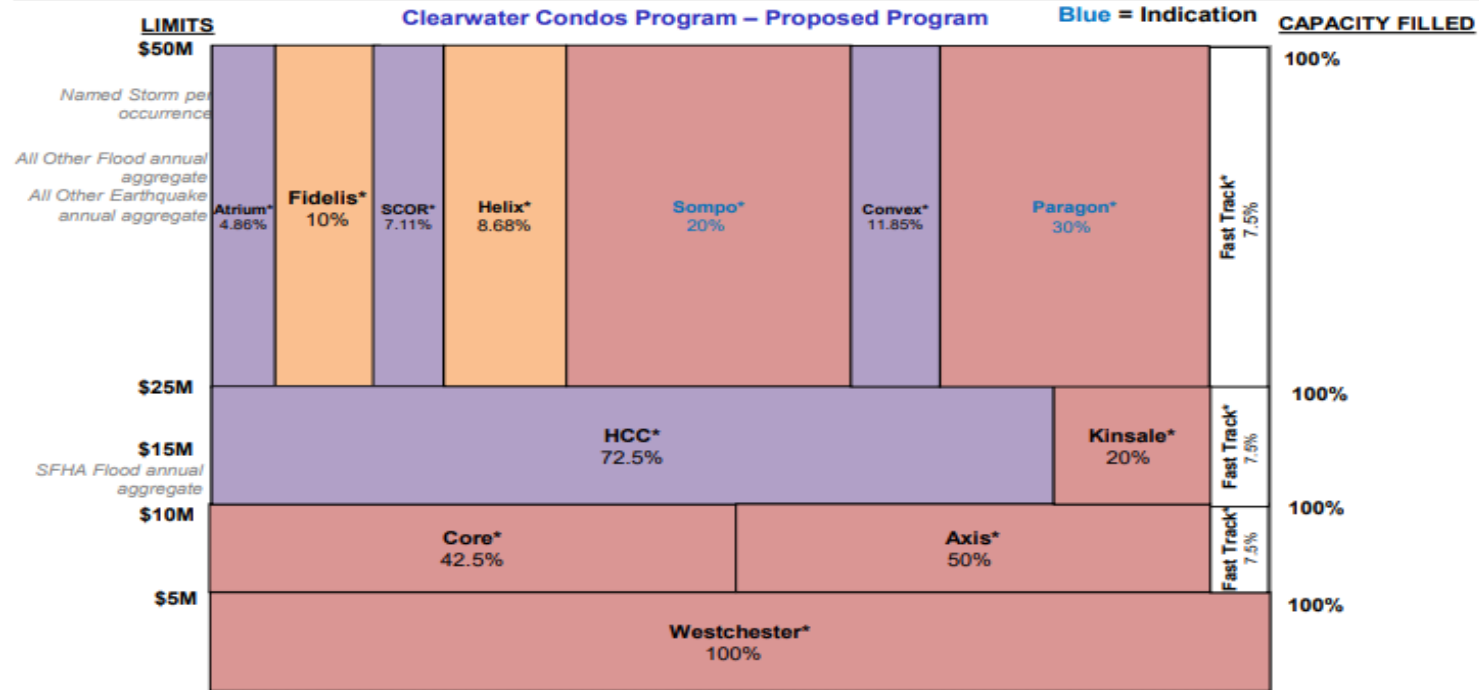 Clearwater Condos Program – Proposed Program
Blue = Indication
LIMITS
CAPACITY FILLED
$50M
100%
Named Storm per
occurrence
All Other Flood annual
aggregate
All Other Earthquake
annual aggregate
Atrium*
4.86%
Fidelis*
10%
SCOR*
7.11%
Helix*
8.68%
Sompo*
20%
Convex*
11.85%
Paragon*
30%
Fast Track*
7.5%
$25M
100%
HCC*
72.5%
Kinsale*
20%
Fast Track*
7.5%
$15M
SFHA Flood annual
aggregate
$10M
100%
Core*
42.5%
Axis*
50%
Fast Track*
7.5%
$5M
100%
Westchester*
100%